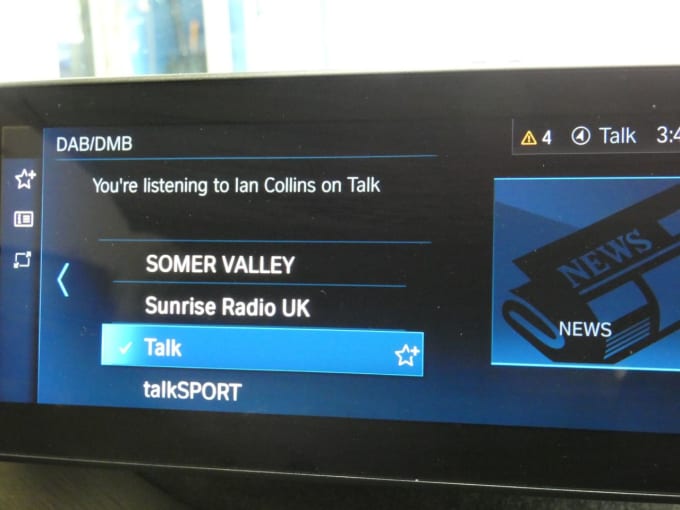 DAB/DMB
4 Talk
You're listening to Ian Collins on Talk
SOMER VALLEY
Sunrise Radio UK
Talk
talkSPORT
NEWS
NEWS